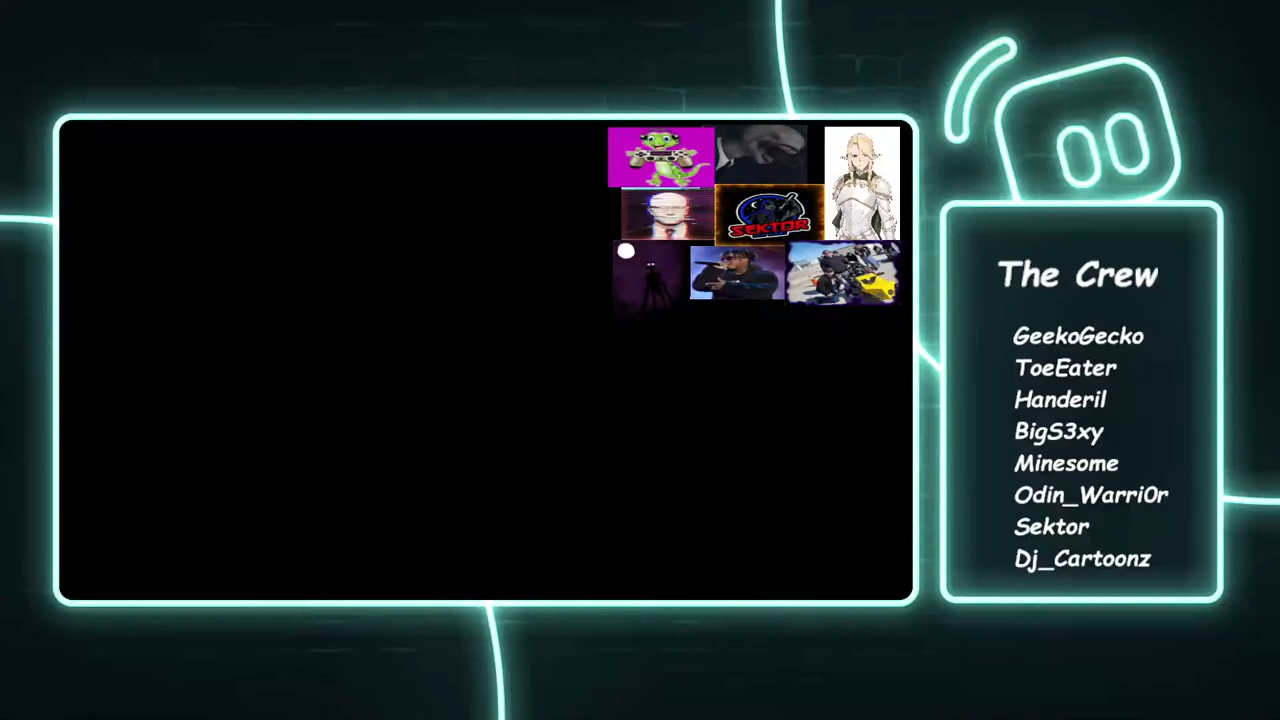 SEKTOR
The Crew
GeekoGecko
ToeEater
Handeril
BigS3xy
Minesome
Odin_Warri0r
Sektor
Dj_Cartoonz